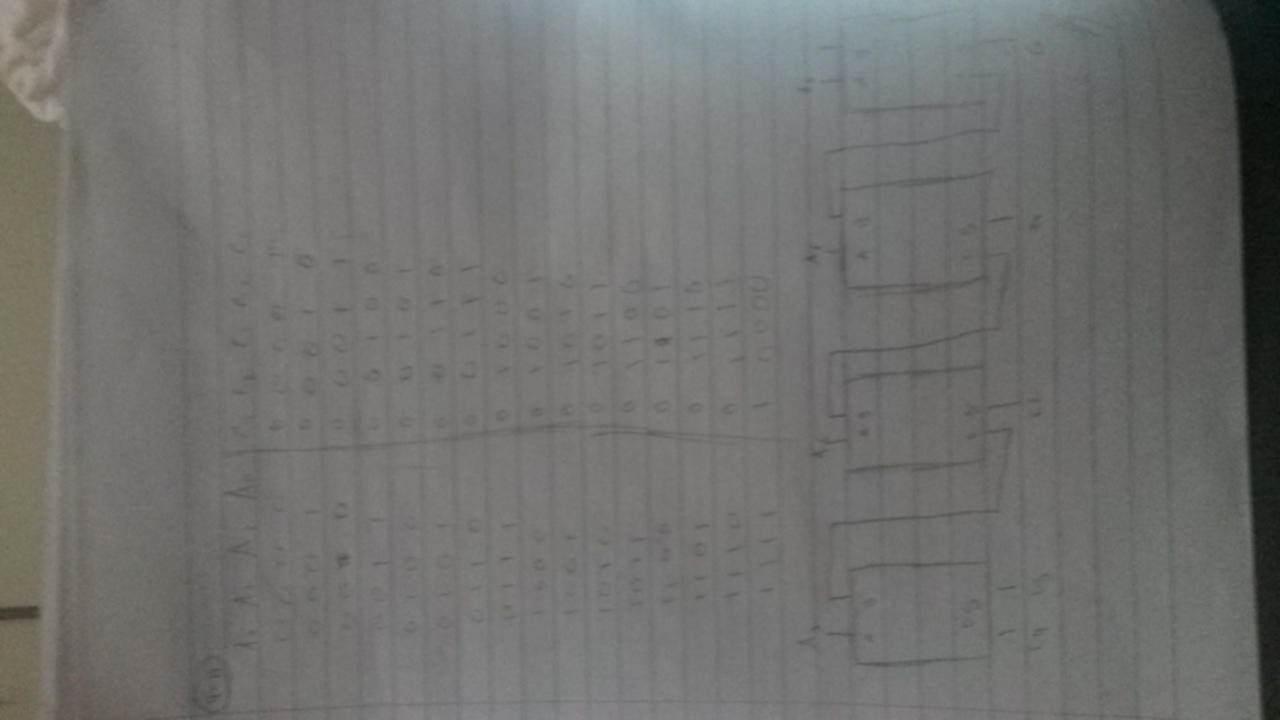 4-11
A₃ A₂ A₁ A₀ C₄ C₃ C₂ C₁ C₀
0 0 0 0 0 0 0 0 1
0 0 0 1 0 0 0 1 0
0 0 1 0 0 0 0 1 1
0 0 1 1 0 0 1 0 0
0 1 0 0 0 0 1 0 1
0 1 0 1 0 0 1 1 0
0 1 1 0 0 0 1 1 1
0 1 1 1 0 1 0 0 0
1 0 0 0 0 1 0 0 1
1 0 0 1 0 1 0 1 0
1 0 1 0 0 1 0 1 1
1 0 1 1 0 1 1 0 0
1 1 0 0 0 1 1 0 1
1 1 0 1 0 1 1 1 0
1 1 1 0 0 1 1 1 1
1 1 1 1 1 0 0 0 0
A₃ A₂ A₁ A₀
A B A B A B A B
C S C S C S
C₄ C₃ C₂ C₁ C₀